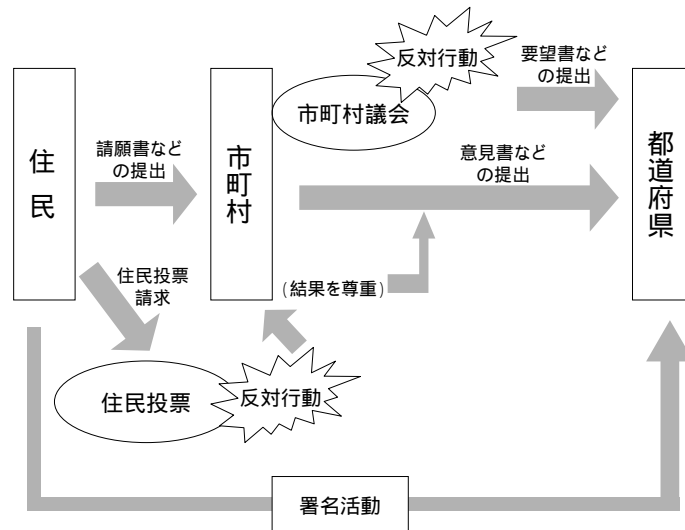 反対行動
要望書など
の提出
市町村議会
住民
請願書など
の提出
市町村
意見書など
の提出
都道府県
住民投票
請求
(結果を尊重)
住民投票
反対行動
署名活動